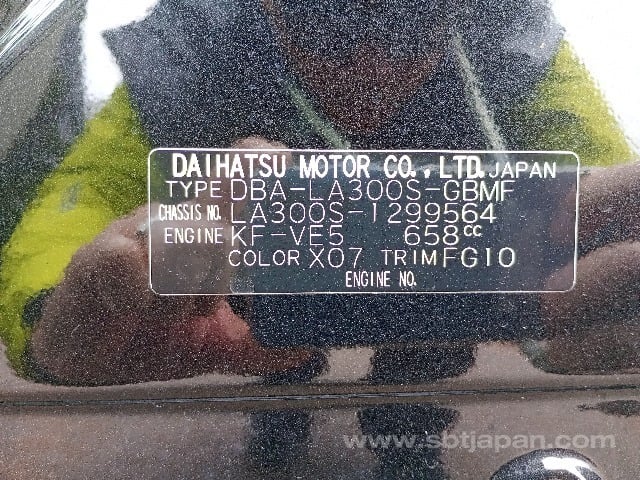 DAIHATSU MOTOR CO.,LTD.JAPAN
TYPE DBA-LA300S-GBMF
CHASSIS NO. LA300S-1299564
ENGINE KF-VE5 658CC
COLOR X07 TRIM FG10
ENGINE NO.
www.sbtjapan.com